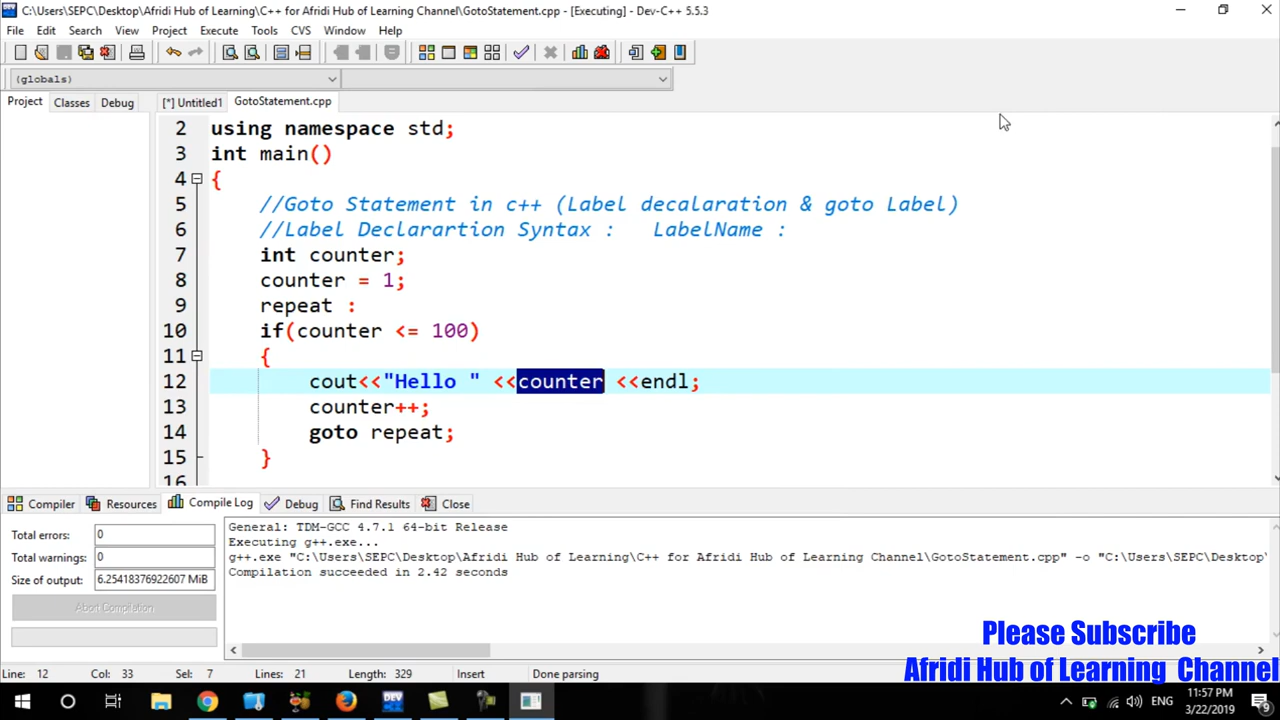 C:\Users\SEPC\Desktop\Afridi Hub of Learning\C++ for Afridi Hub of Learning Channel\GotoStatement.cpp - [Executing] - Dev-C++ 5.5.3
File Edit Search View Project Execute Tools CVS Window Help
(globals)
Project Classes Debug [*] Untitled1 GotoStatement.cpp
2 using namespace std;
3 int main()
4 {
5 //Goto Statement in c++ (Label decalaration & goto Label)
6 //Label Declarartion Syntax : LabelName :
7 int counter;
8 counter = 1;
9 repeat :
10 if(counter <= 100)
11 {
12 cout<<"Hello " <<counter <<endl;
13 counter++;
14 goto repeat;
15 }
16
Compiler Resources Compile Log Debug Find Results Close
Total errors: 0
Total warnings: 0
Size of output: 6.25418376922607 MiB
Abort Compilation
General: TDM-GCC 4.7.1 64-bit Release
Executing g++.exe...
g++.exe "C:\Users\SEPC\Desktop\Afridi Hub of Learning\C++ for Afridi Hub of Learning Channel\GotoStatement.cpp" -o "C:\Users\SEPC\Desktop\
Compilation succeeded in 2.42 seconds
Please Subscribe
Afridi Hub of Learning Channel
Line: 12 Col: 33 Sel: 7 Lines: 21 Length: 329 Insert Done parsing
DEV
ENG
11:57 PM
3/22/2019
9